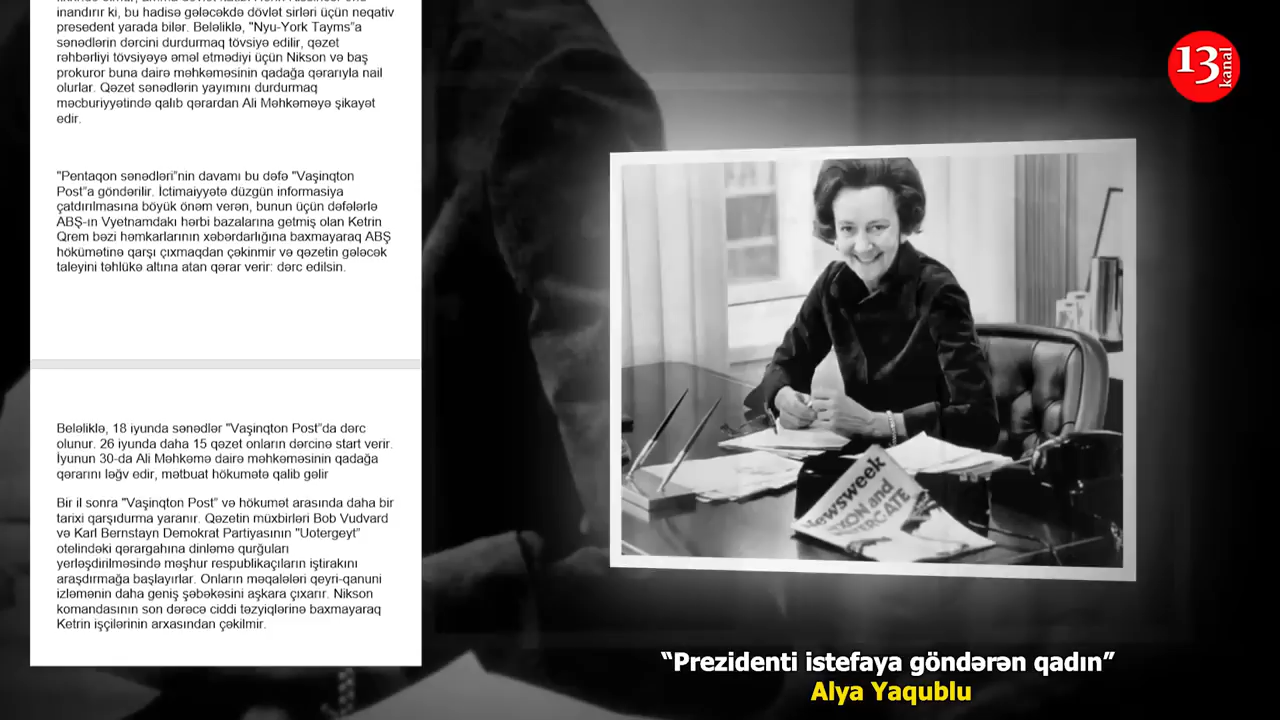 inandırır ki, bu hadisə gələcəkdə dövlət sirləri üçün neqativ
presedent yarada bilər. Beləliklə, "Nyu-York Tayms"a
sənədlərin dərcini durdurmaq tövsiyə edilir, qəzet
rəhbərliyi tövsiyəyə əməl etmədiyi üçün Nikson və baş
prokuror buna dairə məhkəməsinin qadağa qərarıyla nail
olurlar. Qəzet sənədlərin yayımını durdurmaq
məcburiyyətində qalıb qərardan Ali Məhkəməyə şikayət
edir.
"Pentaqon sənədləri"nin davamı bu dəfə "Vaşinqton
Post"a göndərilir. İctimaiyyətə düzgün informasiya
çatdırılmasına böyük önəm verən, bunun üçün dəfələrlə
ABŞ-ın Vyetnamdakı hərbi bazalarına getmiş olan Ketrin
Qrem bəzi həmkarlarının xəbərdarlığına baxmayaraq ABŞ
hökümətinə qarşı çıxmaqdan çəkinmir və qəzetin gələcək
taleyini təhlükə altına atan qərar verir: dərc edilsin.
Beləliklə, 18 iyunda sənədlər "Vaşinqton Post"da dərc
olunur. 26 iyunda daha 15 qəzet onların dərcinə start verir.
İyunun 30-da Ali Məhkəmə dairə məhkəməsinin qadağa
qərarını ləğv edir, mətbuat hökumətə qalib gəlir
Bir il sonra "Vaşinqton Post" və hökumət arasında daha bir
tarixi qarşıdurma yaranır. Qəzetin müxbirləri Bob Vudvard
və Karl Bernstayn Demokrat Partiyasının "Uotergeyt"
otelindəki qərargahına dinləmə qurğuları
yerləşdirilməsində məşhur respublikaçıların iştirakını
araşdırmağa başlayırlar. Onların məqalələri qeyri-qanuni
izləmənin daha geniş şəbəkəsini aşkara çıxarır. Nikson
komandasının son dərəcə ciddi təzyiqlərinə baxmayaraq
Ketrin işçilərinin arxasından çəkilmir.
13 kanal
Newsweek
"Prezidenti istefaya göndərən qadın"
Alya Yaqublu